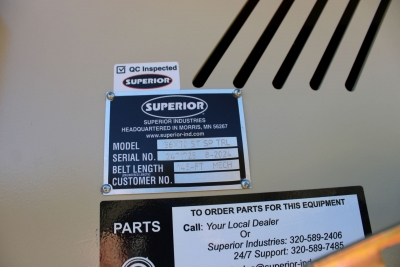 QC Inspected
SUPERIOR
SUPERIOR
SUPERIOR INDUSTRIES
HEADQUARTERED IN MORRIS, MN 56267
www.superior-ind.com
MODEL
SERIAL NO.
BELT LENGTH
CUSTOMER NO.
PARTS
TO ORDER PARTS FOR THIS EQUIPMENT
Call: Your Local Dealer
Or
Superior Industries: 320-589-2406
24/7 Support: 320-589-7485